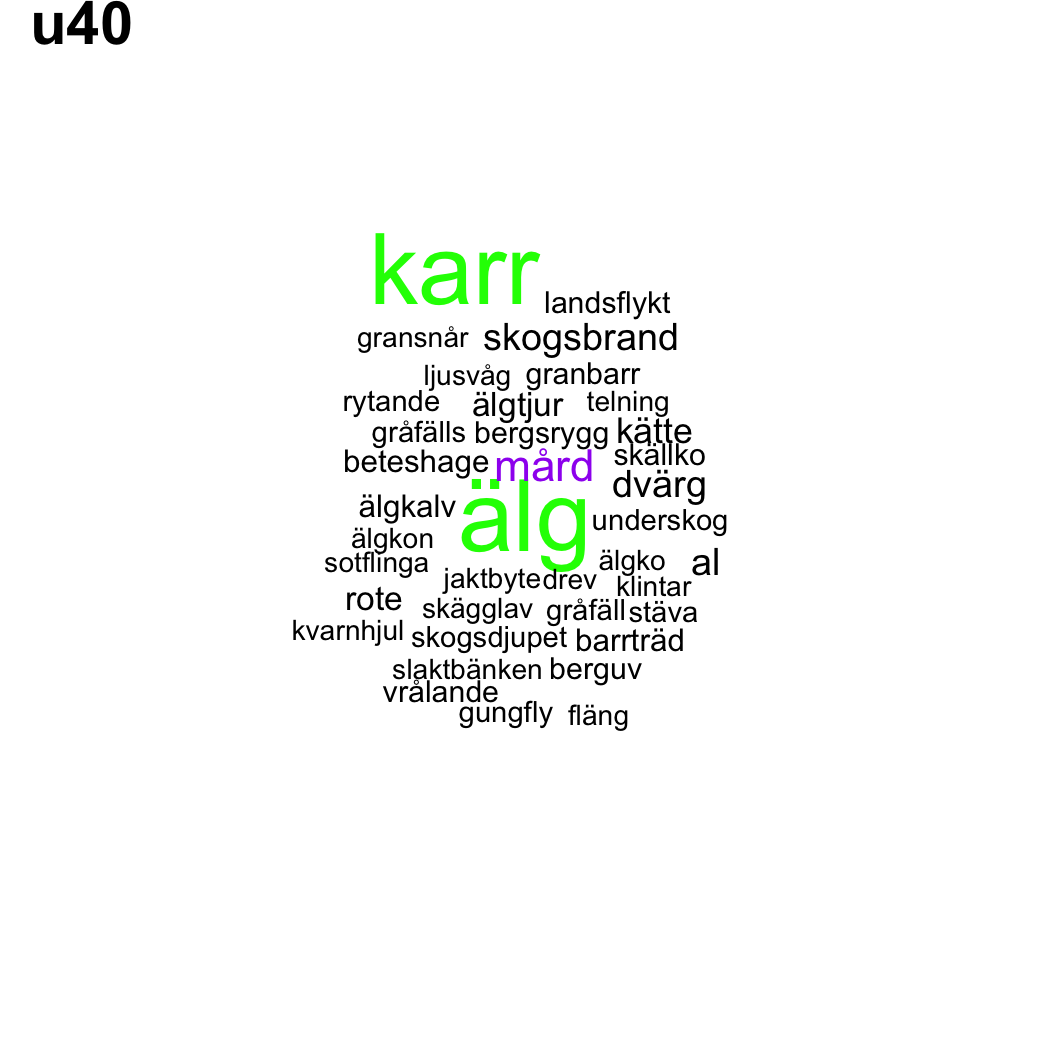 u40
karr
landsflykt
gransnår skogsbrand
ljusvåg granbarr
rytande älgtjur telning
gråfälls bergsrygg kätte
beteshage mård skällko
dvärg
älgkalv älg underskog
älgkon älgko al
sotflinga jaktbyte drev klintar
rote skägglav gråfäll stäva
kvarnhjul skogsdjupet barrträd
slaktbänken berguv
vrålande
gungfly fläng